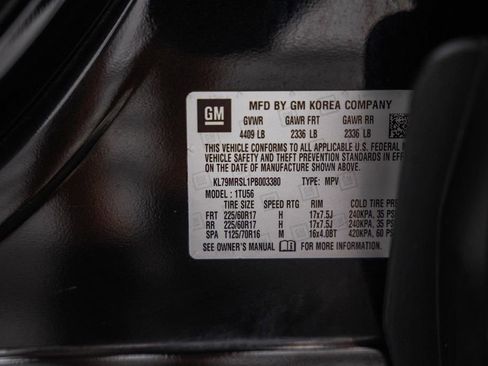 GM
MFD BY GM KOREA COMPANY
GVWR GAWR FRT GAWR RR
4409 LB 2336 LB 2336 LB
THIS VEHICLE CONFORMS TO ALL APPLICABLE U.S. FEDERAL
VEHICLE SAFETY AND THEFT PREVENTION STANDARDS IN
ON THE DATE OF MANUFACTURE SHOWN ABOVE.
KL79MRSL1PB003380 TYPE: MPV
MODEL : 1TU56
TIRE SIZE SPEED RTG RIM COLD TIRE
FRT 225/60R17 H 17x7.5J 240KPA, 35
RR 225/60R17 H 17x7.5J 240KPA, 35
SPA T125/70R16 M 16x4.0BT 420KPA, 60
SEE OWNER'S MANUAL FOR MORE INFORMATION.